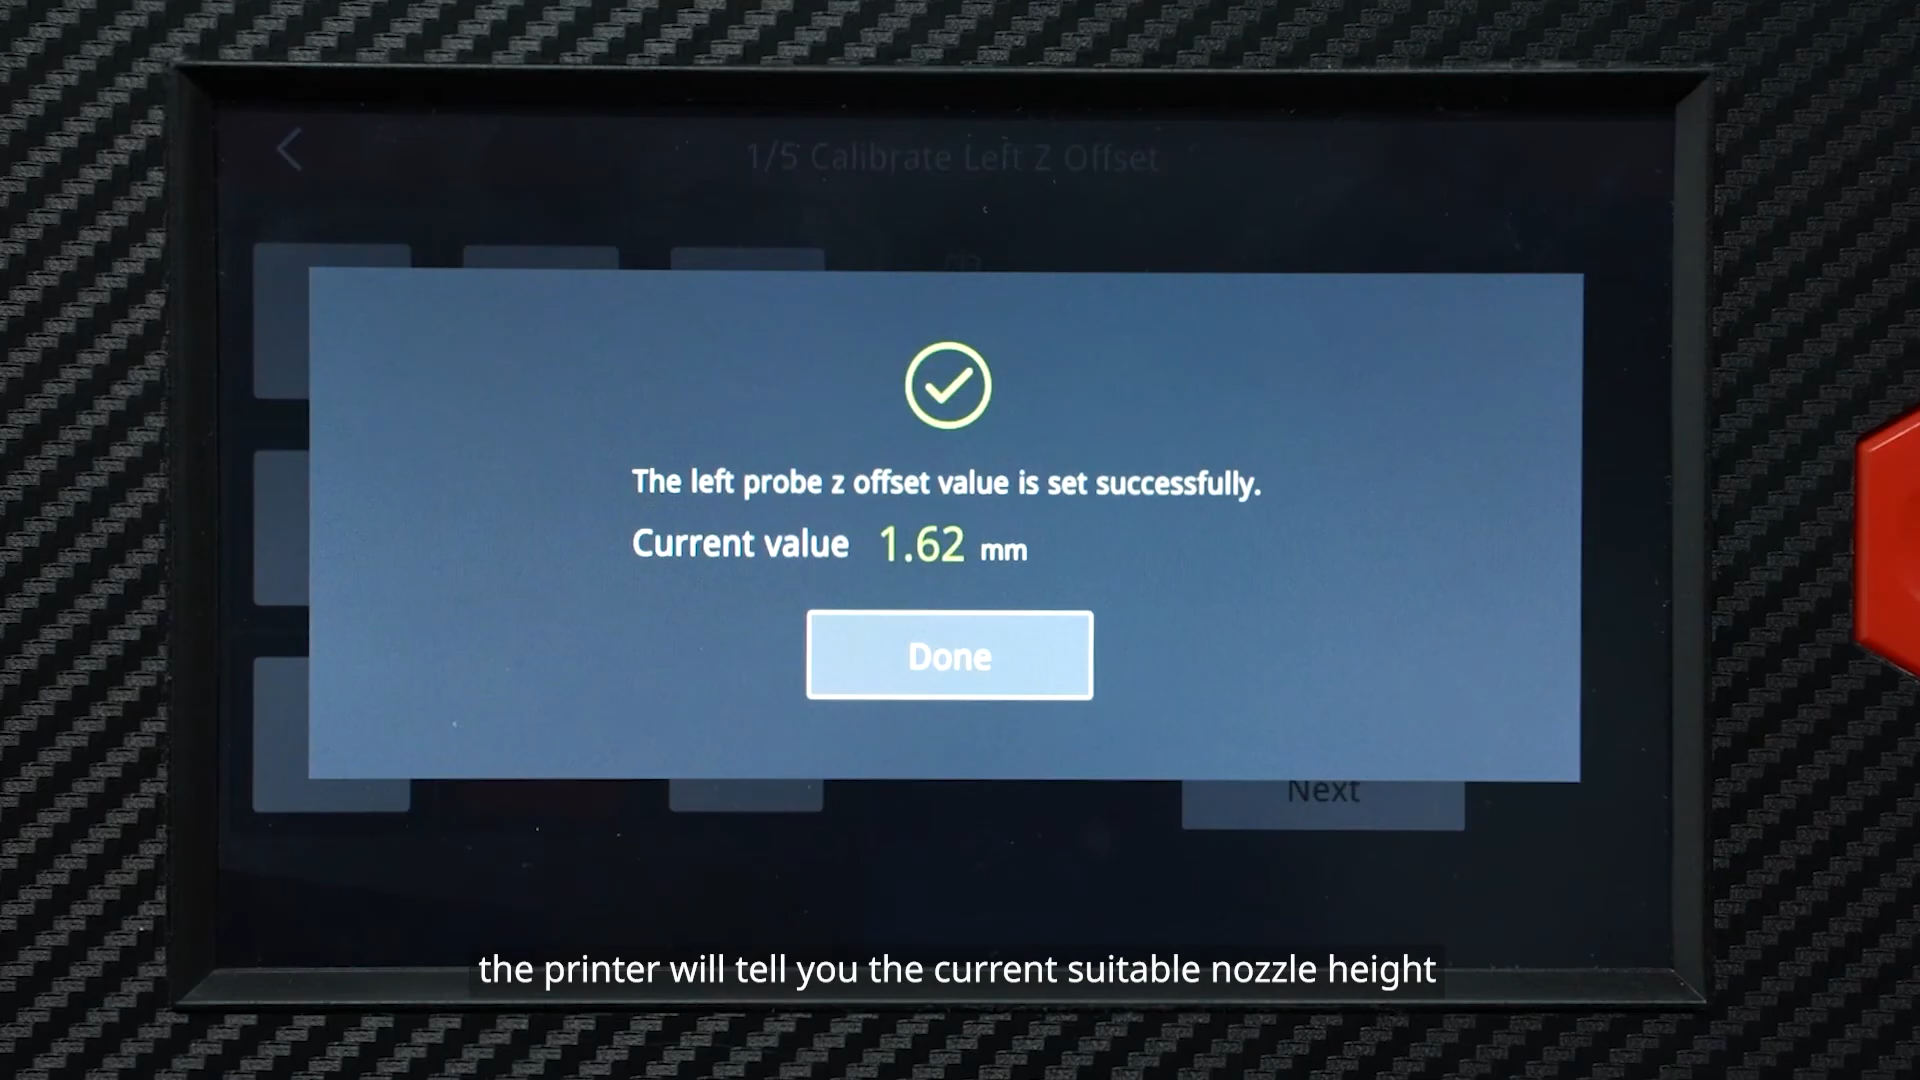 1/5 Calibrate Left Z Offset
The left probe z offset value is set successfully.
Current value 1.62 mm
Done
Next
the printer will tell you the current suitable nozzle height